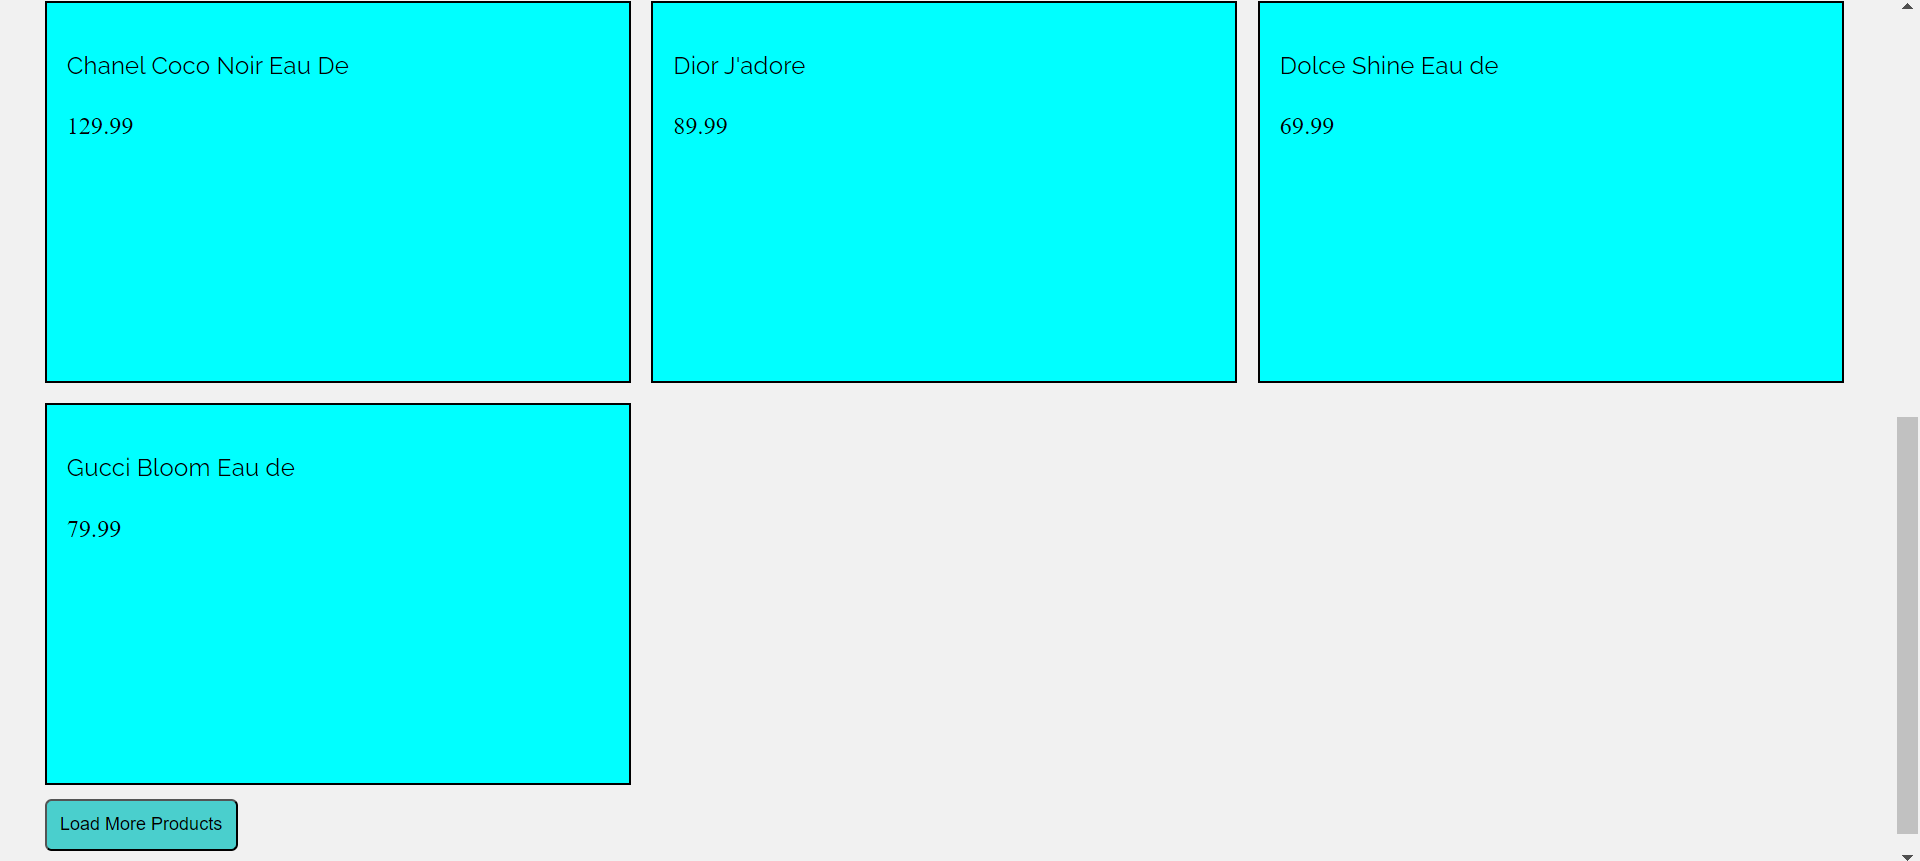 Chanel Coco Noir Eau De
129.99
Dior J'adore
89.99
Dolce Shine Eau de
69.99
Gucci Bloom Eau de
79.99
Load More Products